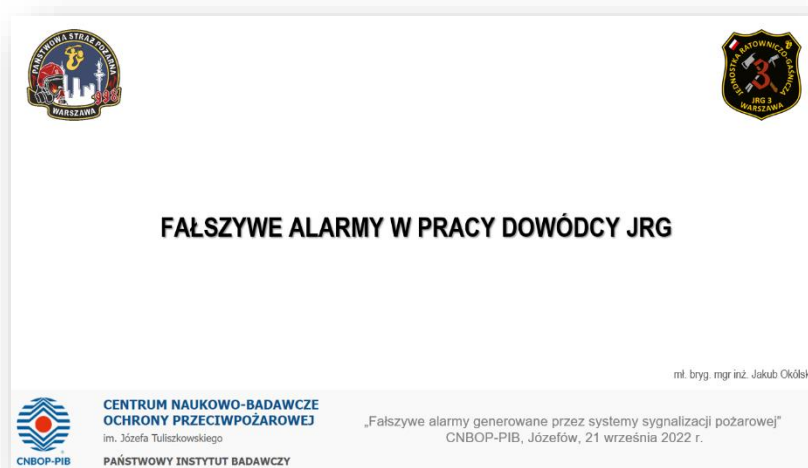 PAŃSTWOWA STRAŻ POŻARNA
998
WARSZAWA
JEDNOSTKA RATOWNICZO-GAŚNICZA
3
JRG 3
WARSZAWA
FAŁSZYWE ALARMY W PRACY DOWÓDCY JRG
mł. bryg. mgr inż. Jakub Okólsk
CENTRUM NAUKOWO-BADAWCZE
OCHRONY PRZECIWPOŻAROWEJ
im. Józefa Tuliszkowskiego
PAŃSTWOWY INSTYTUT BADAWCZY
CNBOP-PIB
„Fałszywe alarmy generowane przez systemy sygnalizacji pożarowej"
CNBOP-PIB, Józefów, 21 września 2022 r.